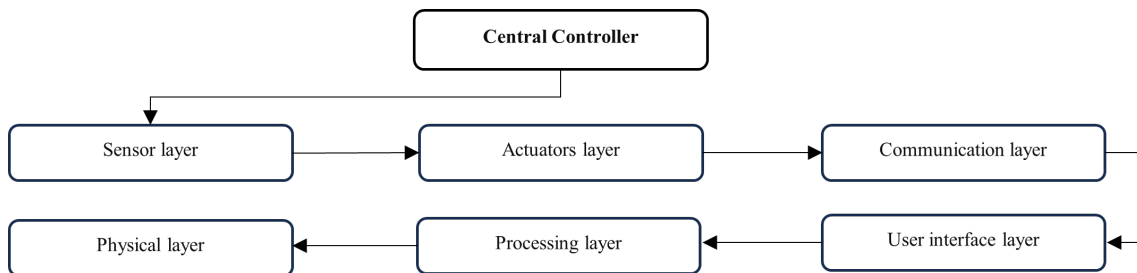 Central Controller
Sensor layer
Actuators layer
Communication layer
Physical layer
Processing layer
User interface layer